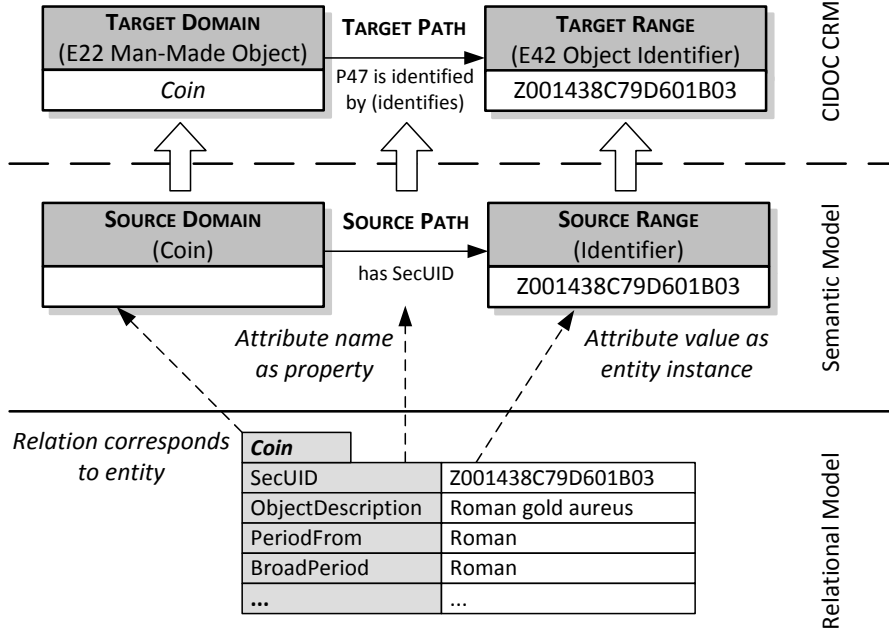 TARGET DOMAIN
(E22 Man-Made Object)
Coin
TARGET PATH
P47 is identified
by (identifies)
TARGET RANGE
(E42 Object Identifier)
Z001438C79D601B03
CIDOC CRM
SOURCE DOMAIN
(Coin)
SOURCE PATH
has SecUID
SOURCE RANGE
(Identifier)
Z001438C79D601B03
Semantic Model
Attribute name
as property
Attribute value as
entity instance
Relation corresponds
to entity
Coin
SecUID Z001438C79D601B03
ObjectDescription Roman gold aureus
PeriodFrom Roman
BroadPeriod Roman
... ...
Relational Model